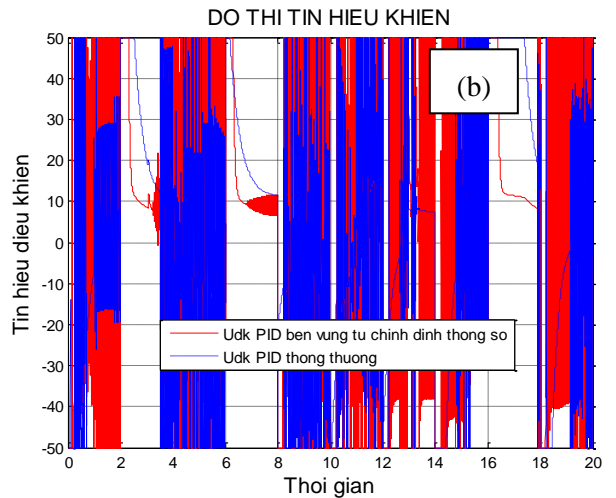 DO THI TIN HIEU KHIEN
(b)
Tin hieu dieu khien
50
40
30
20
10
0
-10
-20
-30
-40
-50
Udk PID ben vung tu chinh dinh thong so
Udk PID thong thuong
0 2 4 6 8 10 12 14 16 18 20
Thoi gian